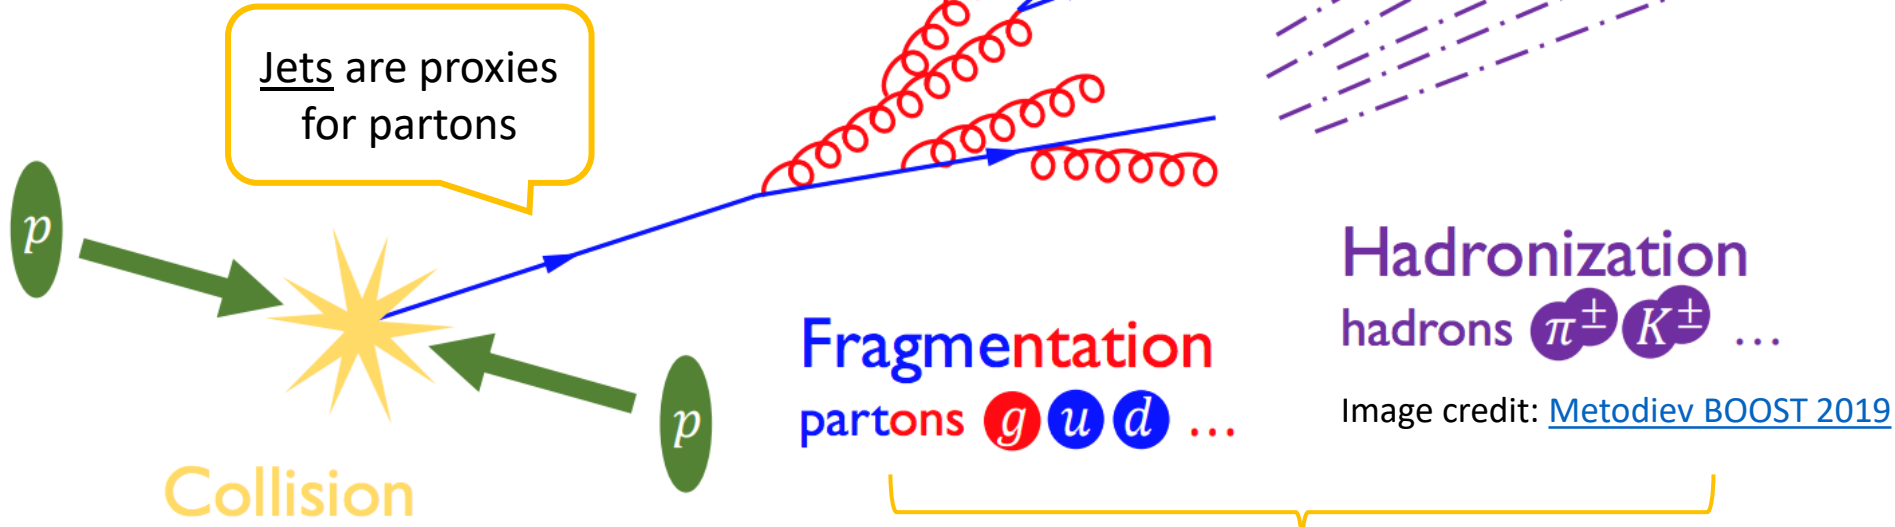 Jets are proxies
for partons
p
p
Collision
Fragmentation
partons g u d ...
Hadronization
hadrons π± K± ...
Image credit: Metodiev BOOST 2019